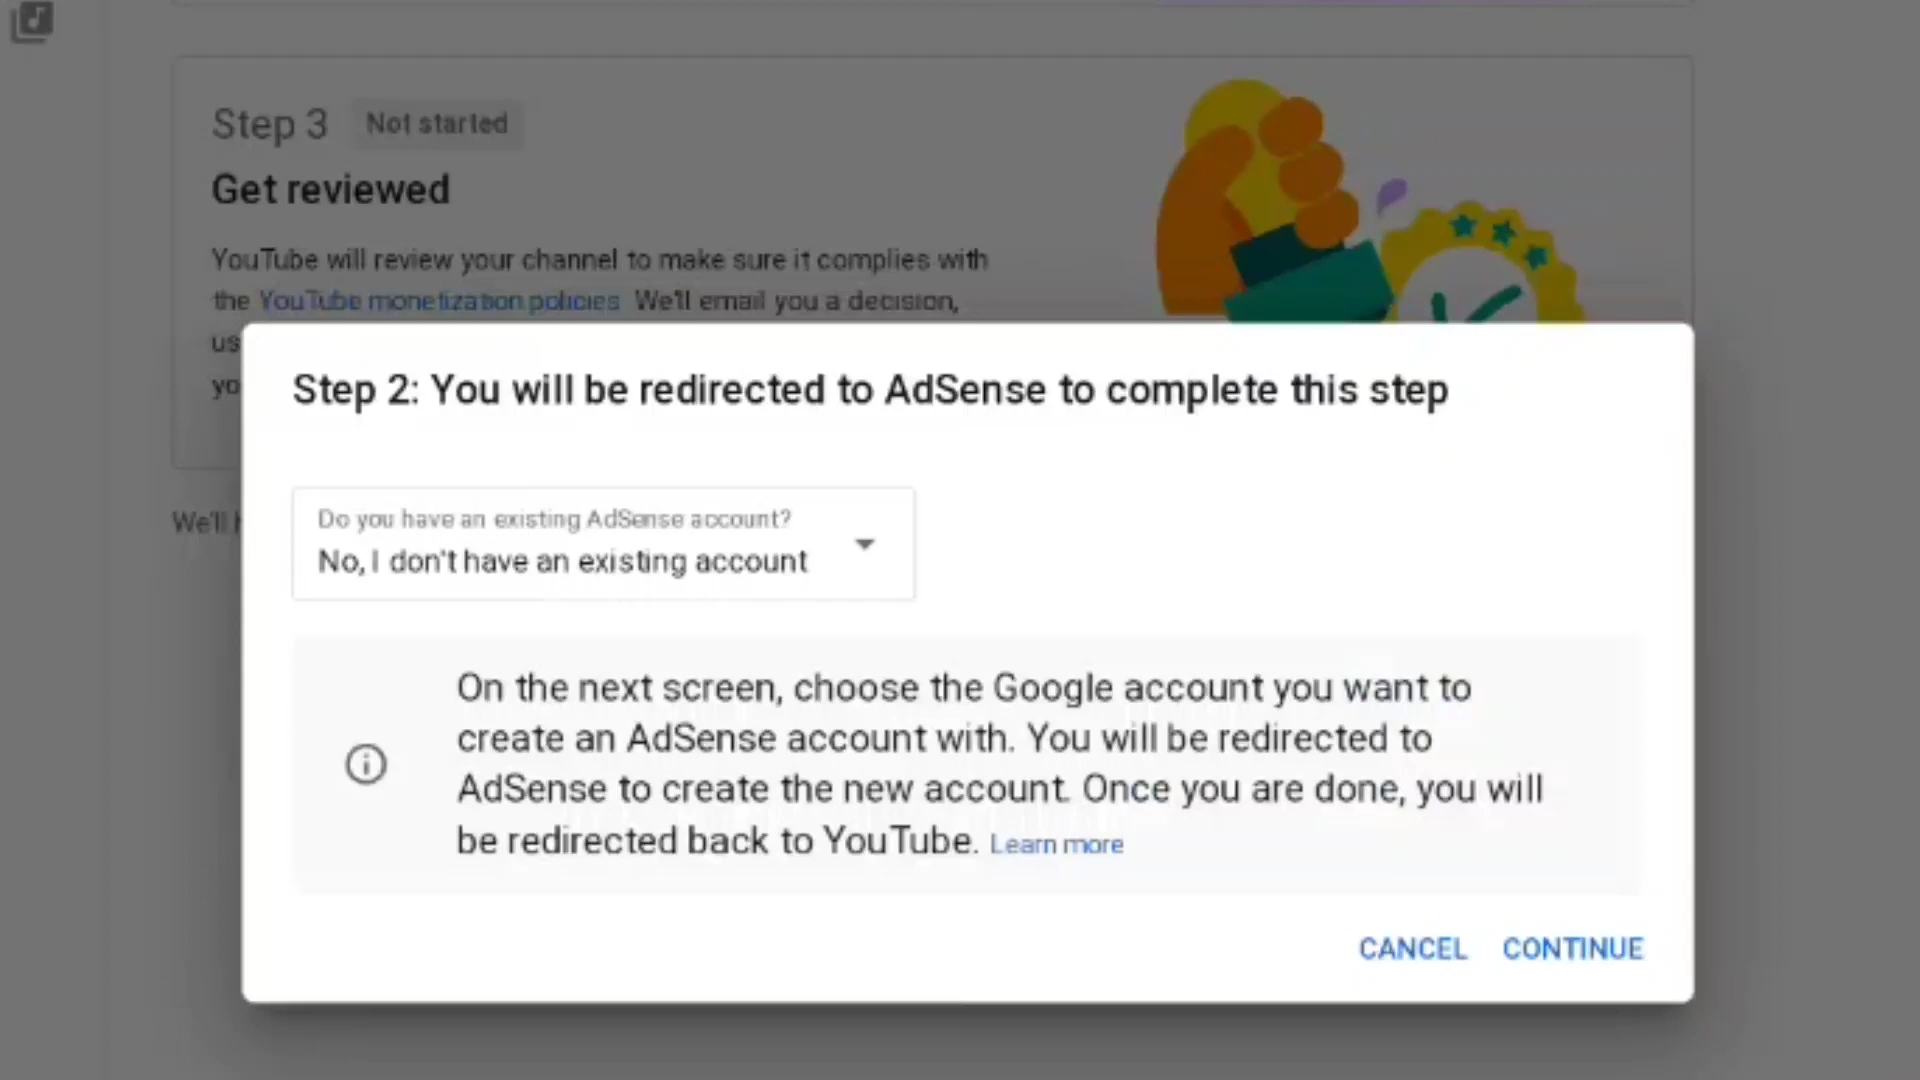 Step 3 Not started
Get reviewed
YouTube will review your channel to make sure it complies with
the YouTube monetization policies We'll email you a decision,
us
yo
Step 2: You will be redirected to AdSense to complete this step
We'll
Do you have an existing AdSense account?
No, I don't have an existing account
On the next screen, choose the Google account you want to
create an AdSense account with. You will be redirected to
AdSense to create the new account. Once you are done, you will
be redirected back to YouTube. Learn more
CANCEL CONTINUE